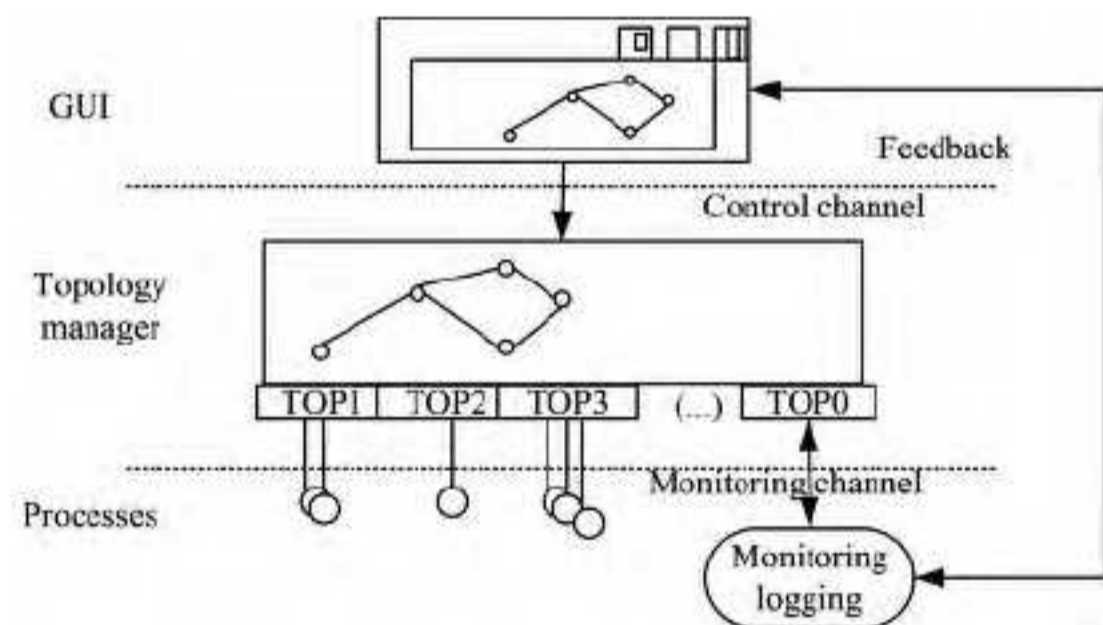 GUI
Feedback
Control channel
Topology
manager
TOP1
TOP2
TOP3
(...)
TOP0
Monitoring channel
Processes
Monitoring
logging